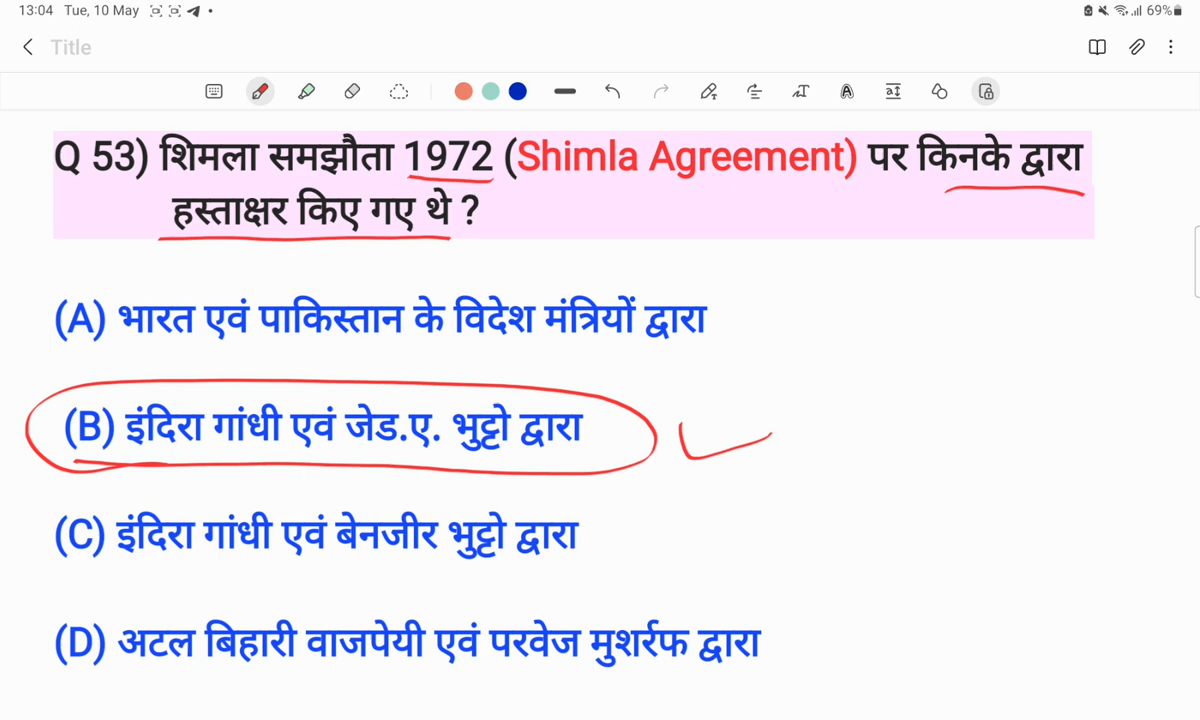 13:04 Tue, 10 May 69%
Title
Q 53) शिमला समझौता 1972 (Shimla Agreement) पर किनके द्वारा
हस्ताक्षर किए गए थे ?
(A) भारत एवं पाकिस्तान के विदेश मंत्रियों द्वारा
(B) इंदिरा गांधी एवं जेड.ए. भुट्टो द्वारा
(C) इंदिरा गांधी एवं बेनजीर भुट्टो द्वारा
(D) अटल बिहारी वाजपेयी एवं परवेज मुशर्रफ द्वारा